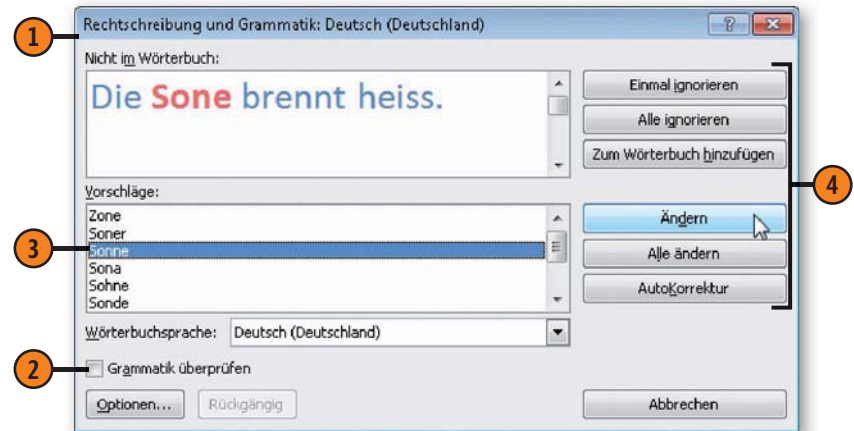 Rechtschreibung und Grammatik: Deutsch (Deutschland)
1
Nicht im Wörterbuch:
Die Sone brennt heiss.
Einmal ignorieren
Alle ignorieren
Zum Wörterbuch hinzufügen
4
Vorschläge:
Zone
Soner
Sonne
Sona
Sohne
Sonde
3
Ändern
Alle ändern
AutoKorrektur
Wörterbuchsprache: Deutsch (Deutschland)
2
Grammatik überprüfen
Optionen... Rückgängig Abbrechen